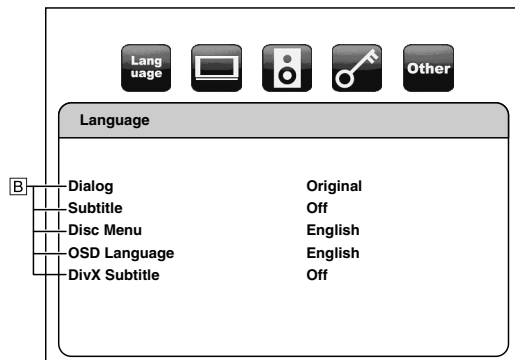 Lang
uage
Other
Language
B
Dialog Original
Subtitle Off
Disc Menu English
OSD Language English
DivX Subtitle Off